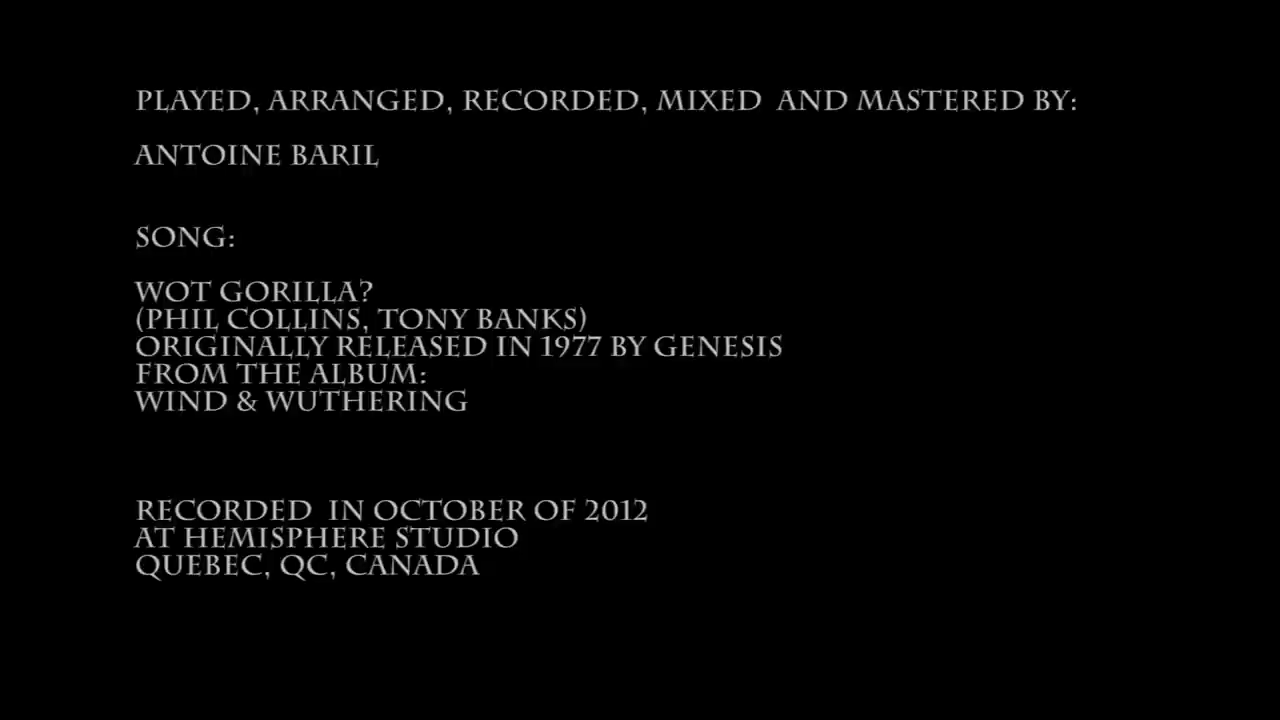 PLAYED, ARRANGED, RECORDED, MIXED AND MASTERED BY:
ANTOINE BARIL
SONG:
WOT GORILLA?
(PHIL COLLINS, TONY BANKS)
ORIGINALLY RELEASED IN 1977 BY GENESIS
FROM THE ALBUM:
WIND & WUTHERING
RECORDED IN OCTOBER OF 2012
AT HEMISPHERE STUDIO
QUEBEC, QC, CANADA